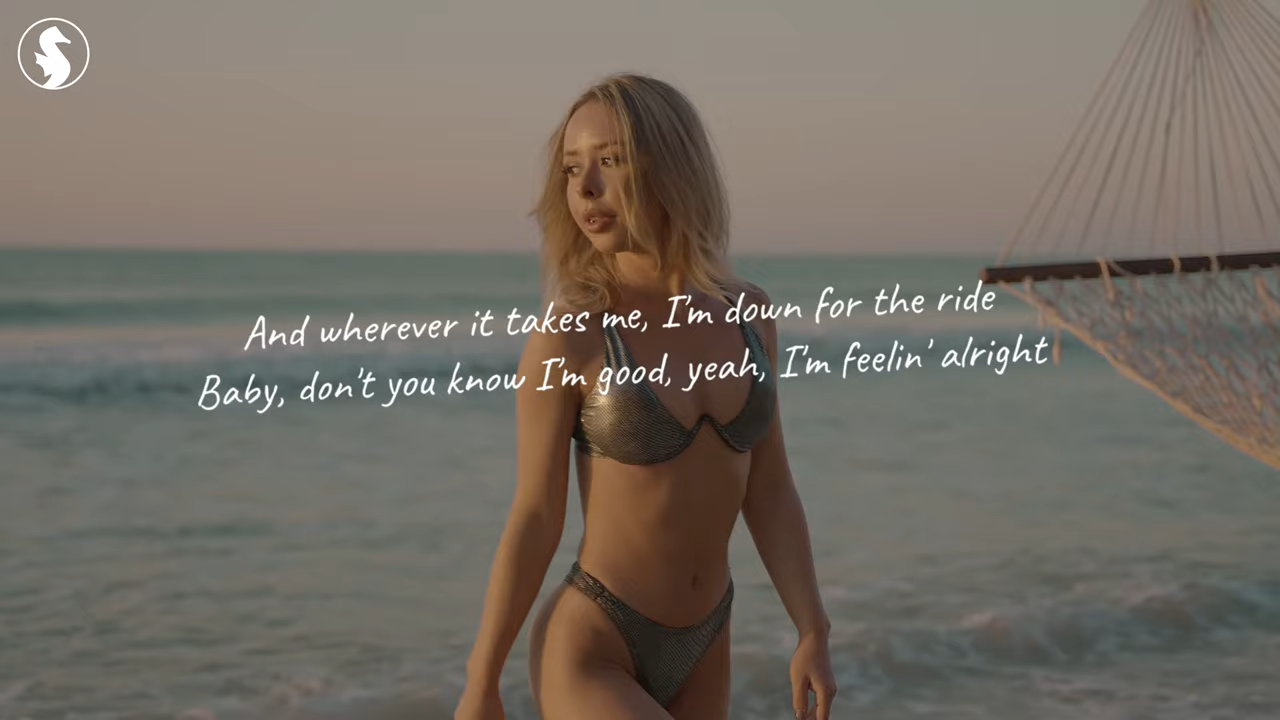 And wherever it takes me, I'm down for the ride
Baby, don't you know I'm good, yeah, I'm feelin' alright